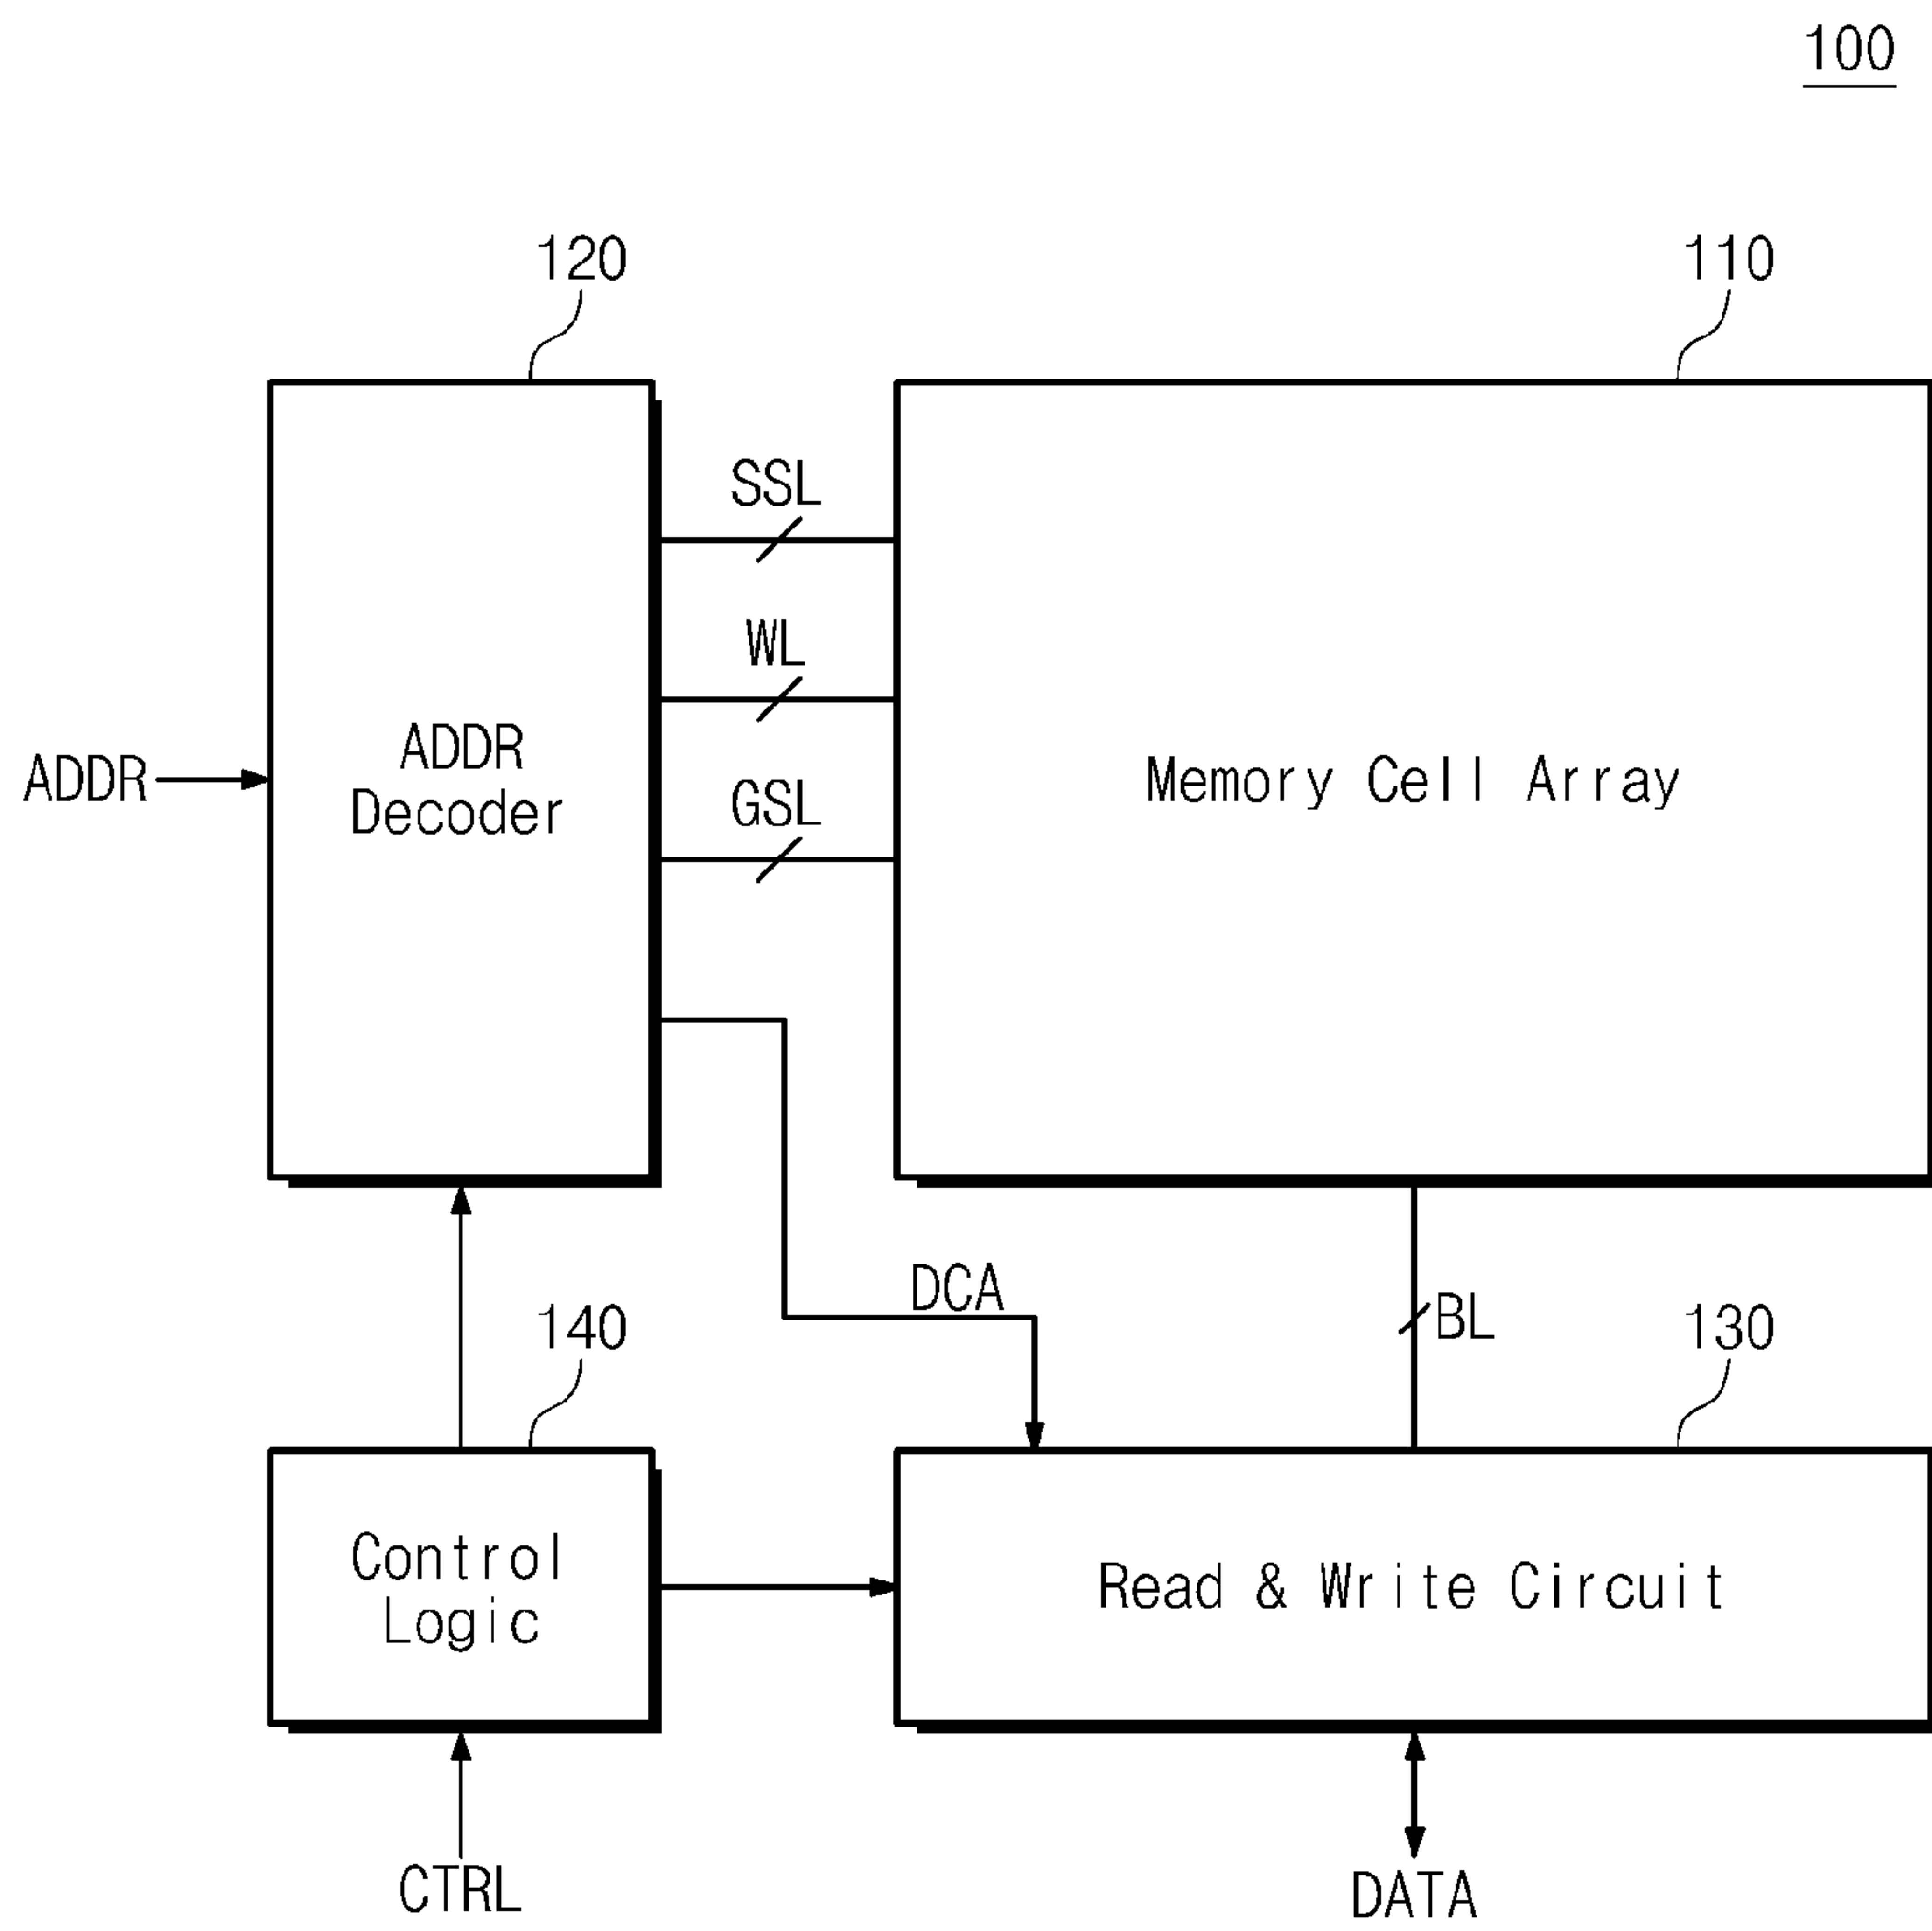 100
120
110
SSL
WL
ADDR
Decoder
ADDR
GSL
Memory Cell Array
DCA
BL
140
130
Control
Logic
Read & Write Circuit
CTRL
DATA